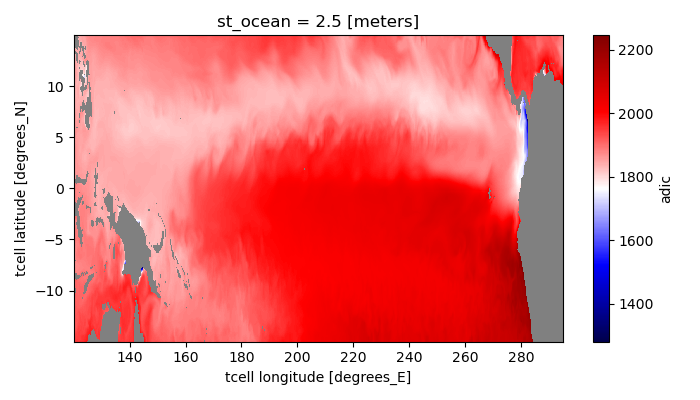 st_ocean = 2.5 [meters]
10
5
0
−5
−10
tcell latitude [degrees_N]
140 160 180 200 220 240 260 280
tcell longitude [degrees_E]
2200
2000
1800
1600
1400
adic